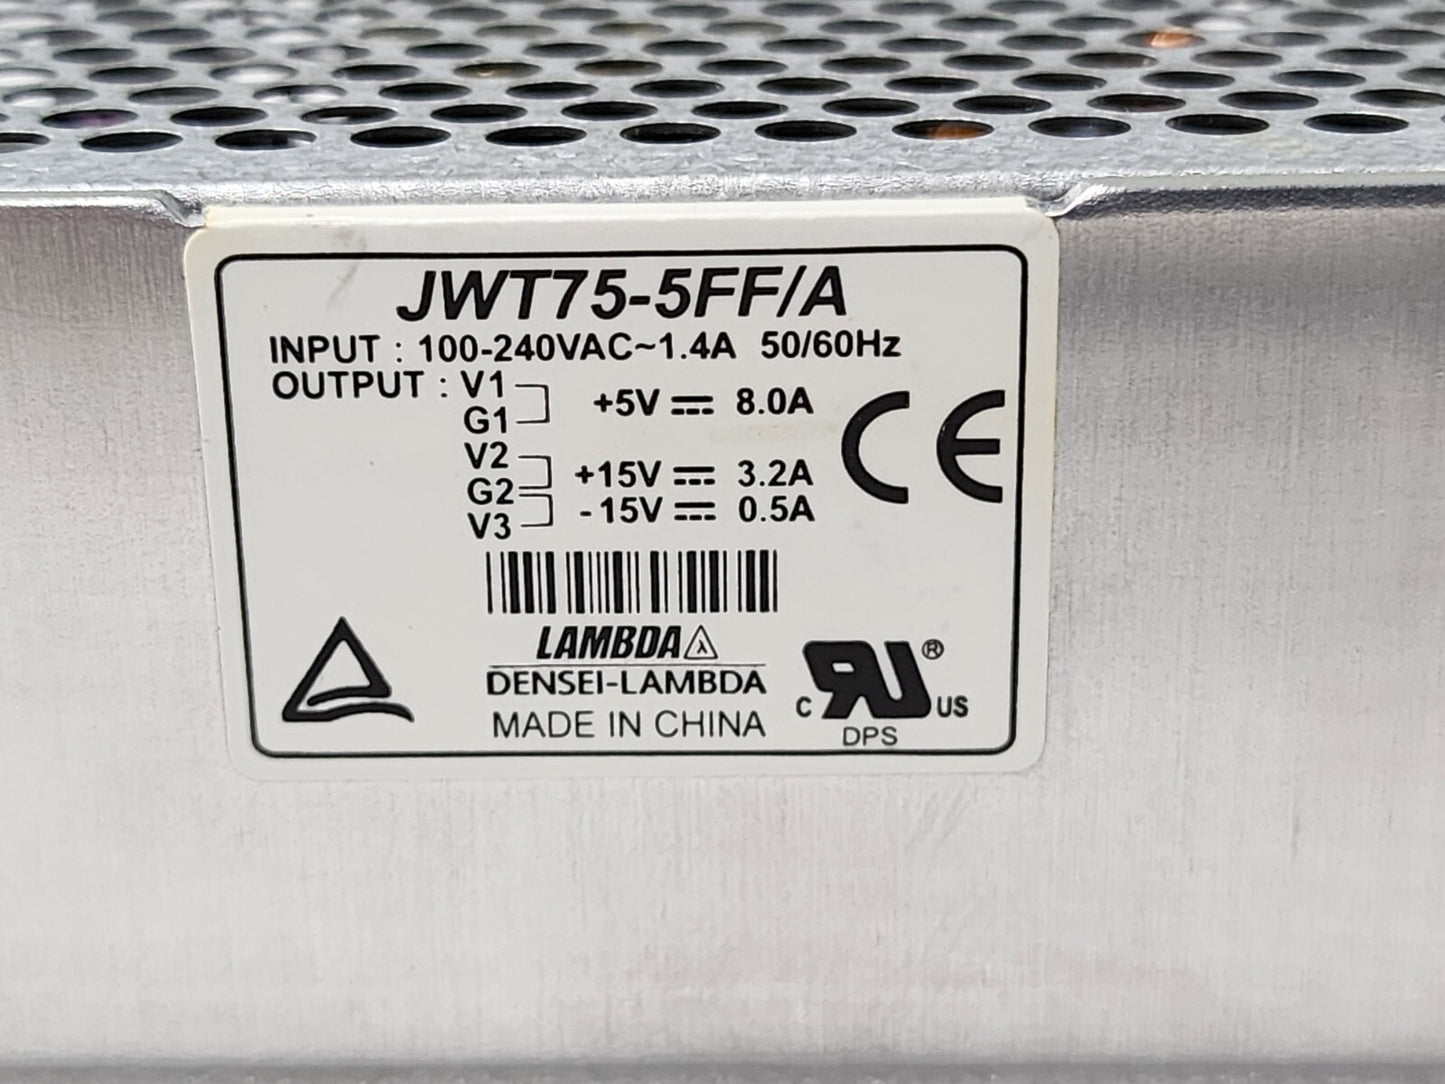 JWT75-5FF/A
INPUT : 100-240VAC~1.4A 50/60Hz
OUTPUT : V1
G1
+5V ⎓ 8.0A
V2
G2
V3
+15V ⎓ 3.2A
-15V ⎓ 0.5A
CE
LAMBDA λ
DENSEI-LAMBDA
MADE IN CHINA
C RU ® US
DPS